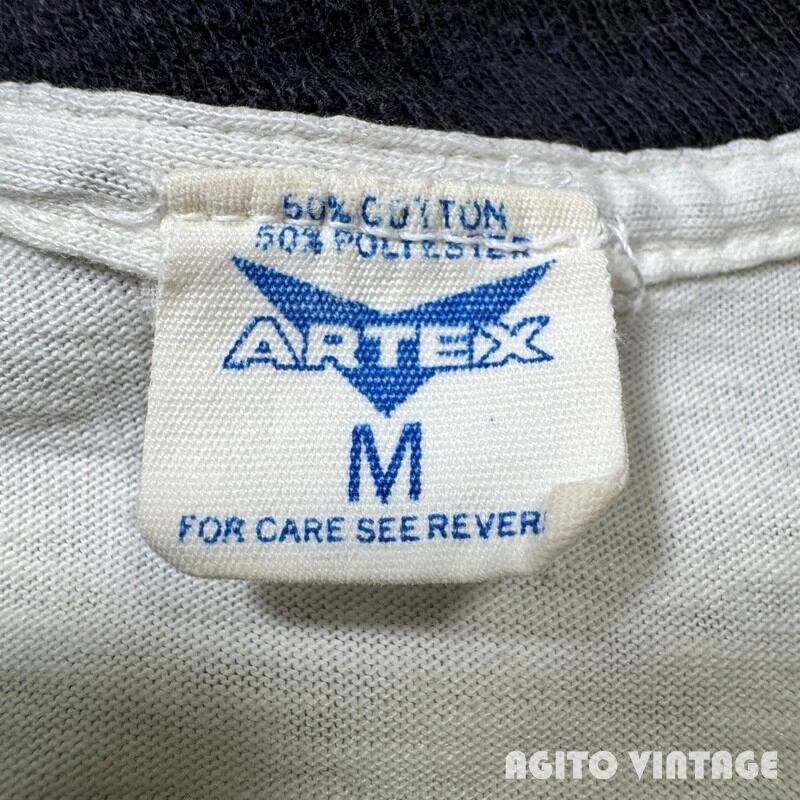 50% COTTON
50% POLYESTER
ARTEX
M
FOR CARE SEE REVER
AGITO VINTAGE